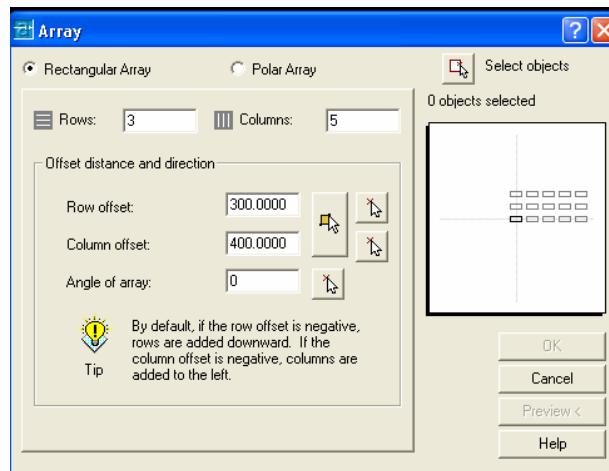 Array
Rectangular Array
Polar Array
Select objects
0 objects selected
Rows:
3
Columns:
5
Offset distance and direction
Row offset:
300.0000
Column offset:
400.0000
Angle of array:
0
By default, if the row offset is negative,
rows are added downward. If the
column offset is negative, columns are
added to the left.
Tip
OK
Cancel
Preview <
Help